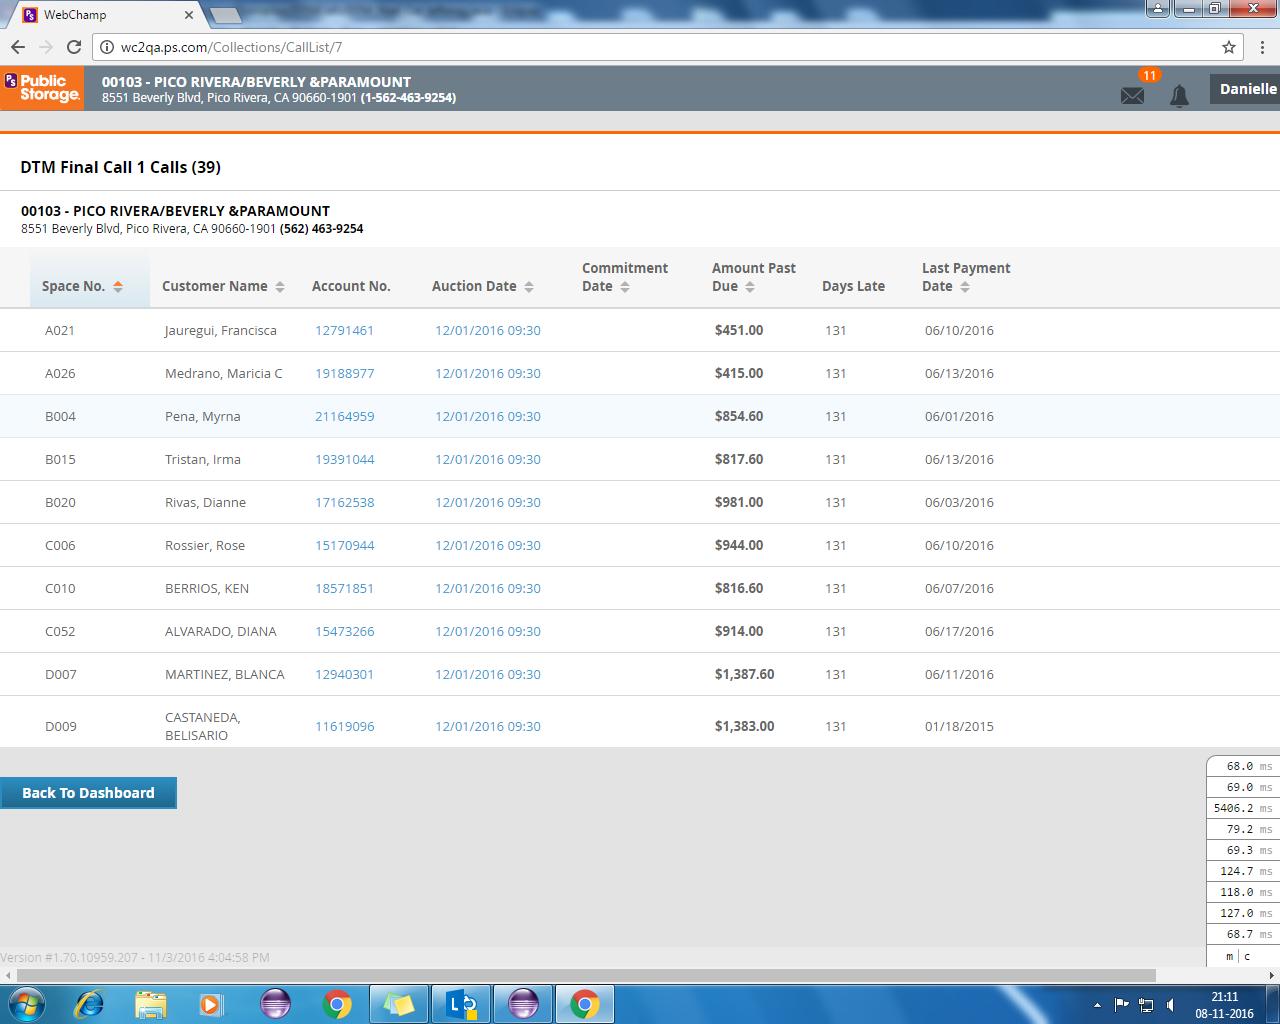 WebChamp
wc2qa.ps.com/Collections/CallList/7
PS Public Storage.
00103 - PICO RIVERA/BEVERLY &PARAMOUNT
8551 Beverly Blvd, Pico Rivera, CA 90660-1901 (1-562-463-9254)
11
Danielle
DTM Final Call 1 Calls (39)
00103 - PICO RIVERA/BEVERLY &PARAMOUNT
8551 Beverly Blvd, Pico Rivera, CA 90660-1901 (562) 463-9254
Space No. Customer Name Account No. Auction Date Commitment Date Amount Past Due Days Late Last Payment Date
A021 Jauregui, Francisca 12791461 12/01/2016 09:30 $451.00 131 06/10/2016
A026 Medrano, Maricia C 19188977 12/01/2016 09:30 $415.00 131 06/13/2016
B004 Pena, Myrna 21164959 12/01/2016 09:30 $854.60 131 06/01/2016
B015 Tristan, Irma 19391044 12/01/2016 09:30 $817.60 131 06/13/2016
B020 Rivas, Dianne 17162538 12/01/2016 09:30 $981.00 131 06/03/2016
C006 Rossier, Rose 15170944 12/01/2016 09:30 $944.00 131 06/10/2016
C010 BERRIOS, KEN 18571851 12/01/2016 09:30 $816.60 131 06/07/2016
C052 ALVARADO, DIANA 15473266 12/01/2016 09:30 $914.00 131 06/17/2016
D007 MARTINEZ, BLANCA 12940301 12/01/2016 09:30 $1,387.60 131 06/11/2016
D009 CASTANEDA, BELISARIO 11619096 12/01/2016 09:30 $1,383.00 131 01/18/2015
Back To Dashboard
68.0 ms
69.0 ms
5406.2 ms
79.2 ms
69.3 ms
124.7 ms
118.0 ms
127.0 ms
68.7 ms
m c
Version #1.70.10959.207 - 11/3/2016 4:04:58 PM
21:11
08-11-2016